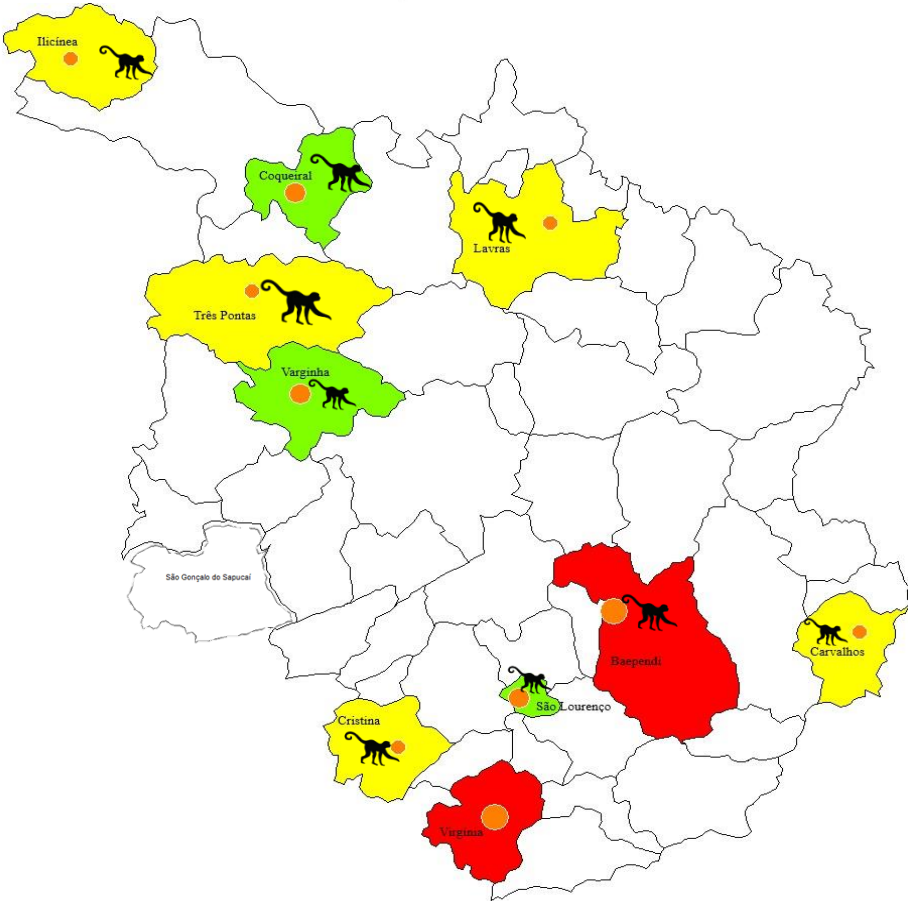 Ilicínea
Coqueiral
Lavras
Três Pontas
Varginha
São Gonçalo do Sapucaí
Carvalhos
Baependi
São Lourenço
Cristina
Virgínia